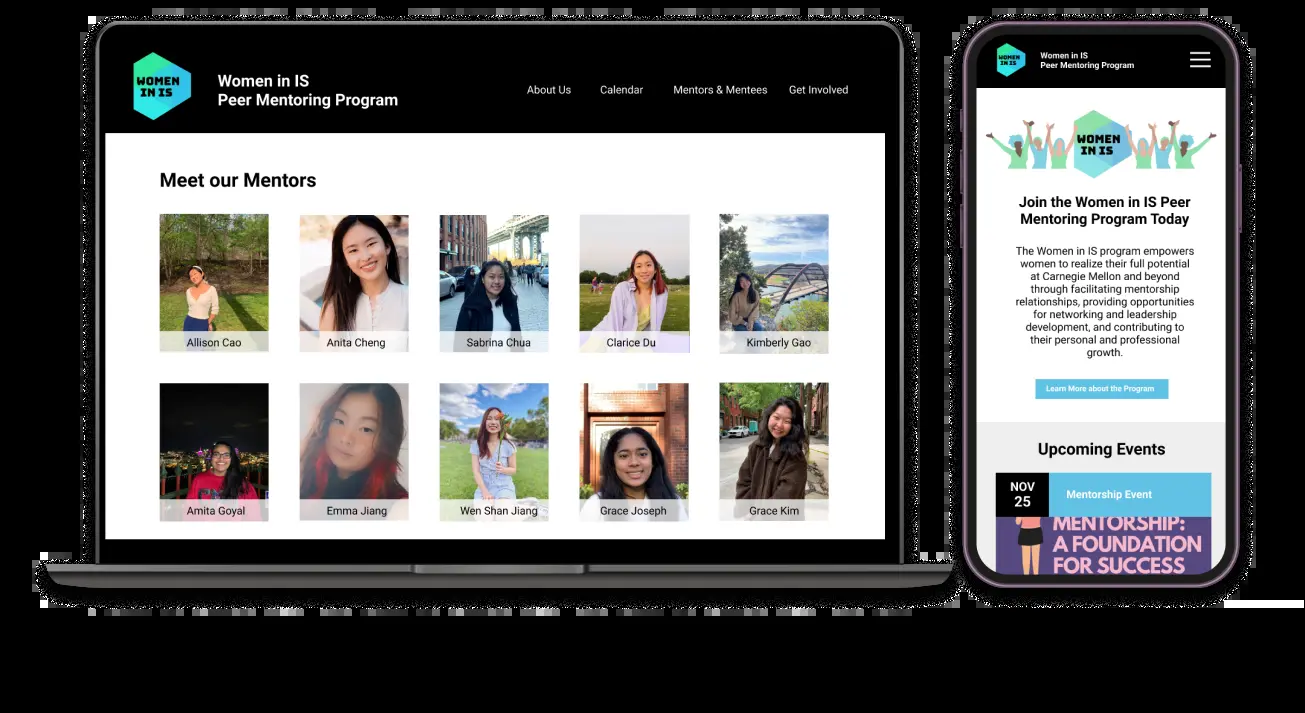 WOMEN
IN IS
Women in IS
Peer Mentoring Program
About Us
Calendar
Mentors & Mentees
Get Involved
Meet our Mentors
Allison Cao
Anita Cheng
Sabrina Chua
Clarice Du
Kimberly Gao
Amita Goyal
Emma Jiang
Wen Shan Jiang
Grace Joseph
Grace Kim
WOMEN
IN IS
Women in IS
Peer Mentoring Program
WOMEN
IN IS
Join the Women in IS Peer
Mentoring Program Today
The Women in IS program empowers
women to realize their full potential
at Carnegie Mellon and beyond
through facilitating mentorship
relationships, providing opportunities
for networking and leadership
development, and contributing to
their personal and professional
growth.
Learn More about the Program
Upcoming Events
NOV
25
Mentorship Event
MENTORSHIP:
A FOUNDATION
FOR SUCCESS